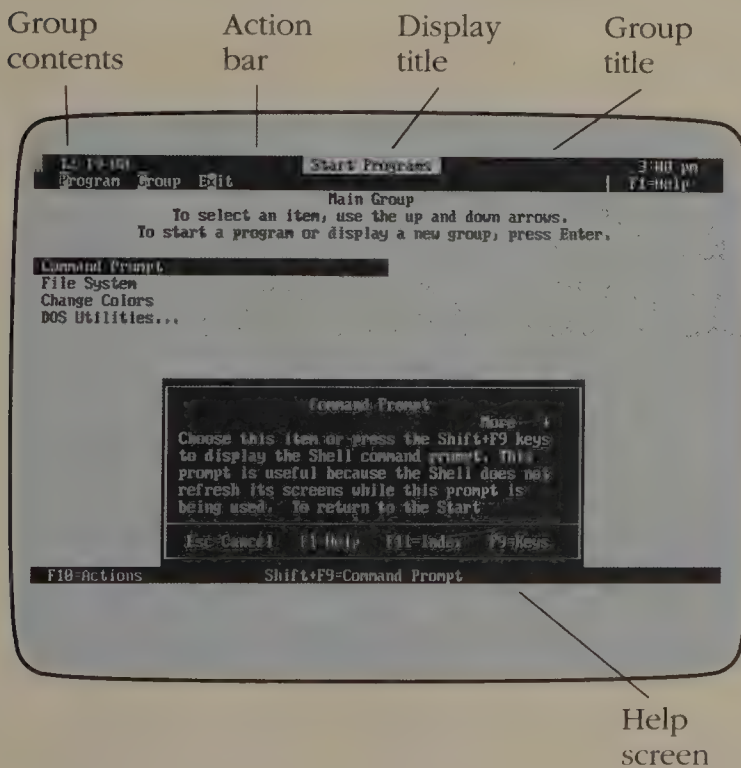 Group contents
Action bar
Display title
Group title
Start Programs
3:00 pm
Program Group Exit
F1=Help
Main Group
To select an item, use the up and down arrows.
To start a program or display a new group, press Enter.
Command Prompt
File System
Change Colors
DOS Utilities...
Command Prompt
More ↓
Choose this item or press the Shift+F9 keys
to display the Shell command prompt. This
prompt is useful because the Shell does not
refresh its screens while this prompt is
being used. To return to the Start
Esc=Cancel F1=Help F11=Index F9=Keys
F10=Actions Shift+F9=Command Prompt
Help screen